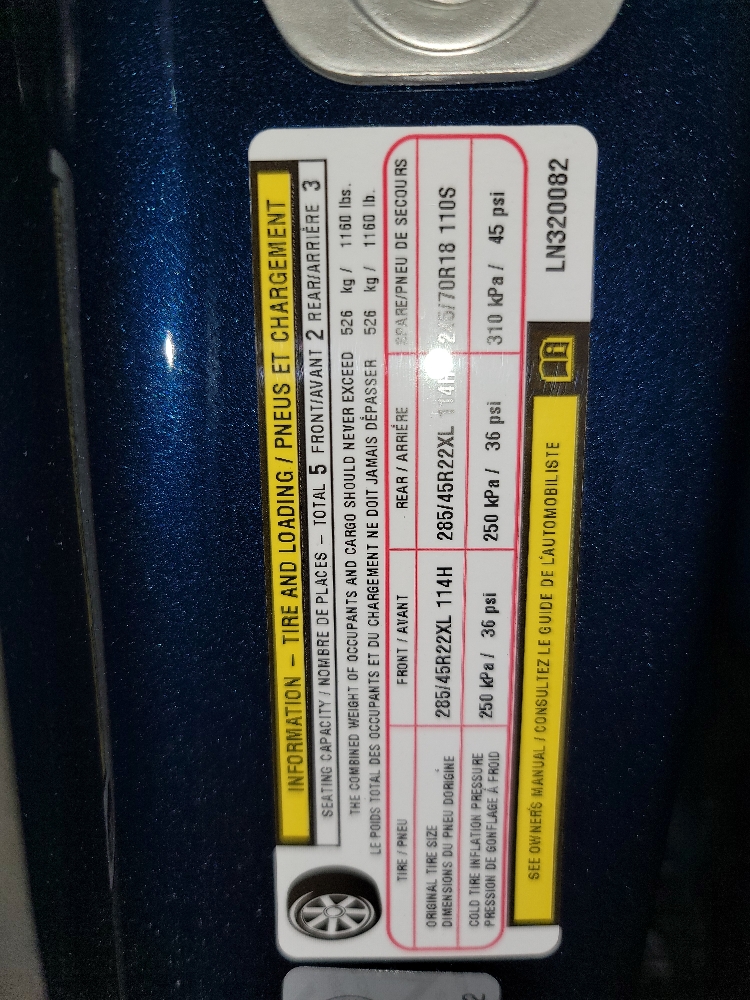 INFORMATION – TIRE AND LOADING / PNEUS ET CHARGEMENT
SEATING CAPACITY / NOMBRE DE PLACES – TOTAL 5 FRONT/AVANT 2 REAR/ARRIÈRE 3
THE COMBINED WEIGHT OF OCCUPANTS AND CARGO SHOULD NEVER EXCEED 526 kg / 1160 lbs.
LE POIDS TOTAL DES OCCUPANTS ET DU CHARGEMENT NE DOIT JAMAIS DÉPASSER 526 kg / 1160 lb.
TIRE / PNEU FRONT / AVANT REAR / ARRIÈRE SPARE/PNEU DE SECOURS
ORIGINAL TIRE SIZE
DIMENSIONS DU PNEU DORIGINE
285/45R22XL 114H 285/45R22XL 114H 110S
COLD TIRE INFLATION PRESSURE
PRESSION DE GONFLAGE À FROID
250 kPa / 36 psi 250 kPa / 36 psi 310 kPa / 45 psi
SEE OWNER'S MANUAL / CONSULTEZ LE GUIDE DE L'AUTOMOBILISTE
LN320082
2